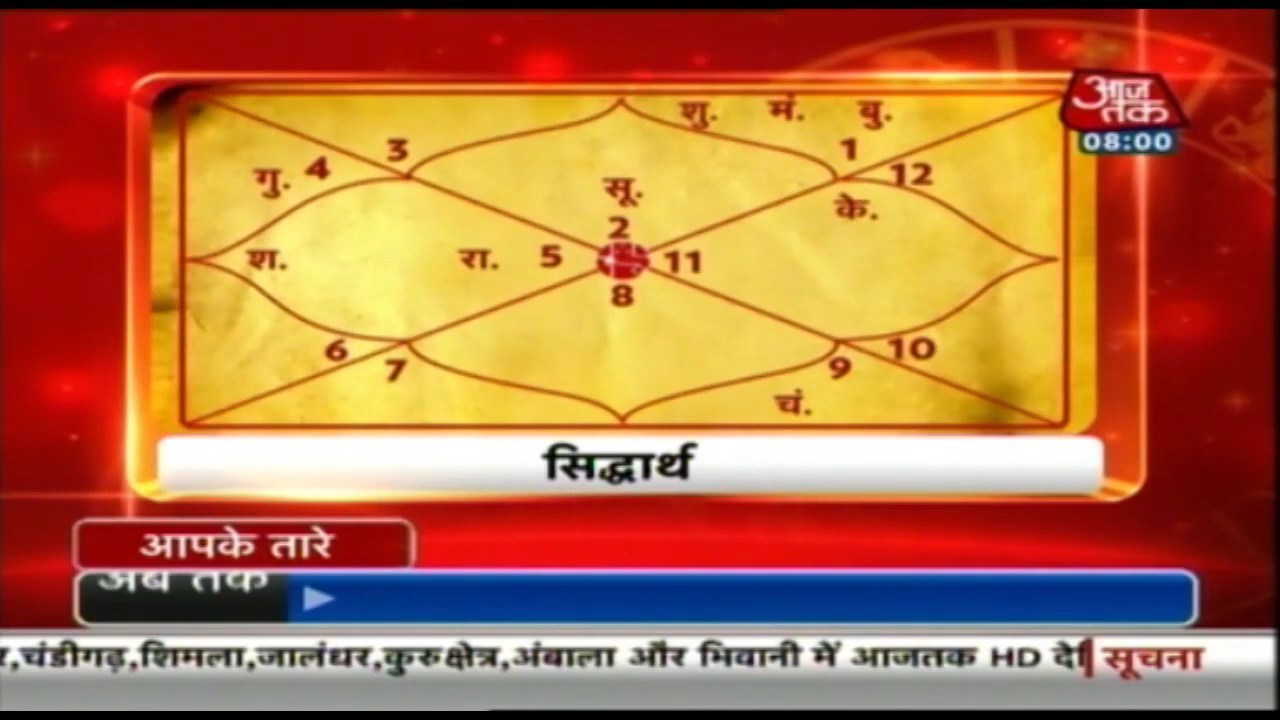 आज तक
08:00
शु. मं. बु.
3 1
गु. 4 12
सू. के.
2
श. रा. 5 11
8
6 10
7 9
चं.
सिद्धार्थ
आपके तारे
अब तक
र,चंडीगढ़,शिमला,जालंधर,कुरुक्षेत्र,अंबाला और भिवानी में आजतक HD दे सूचना